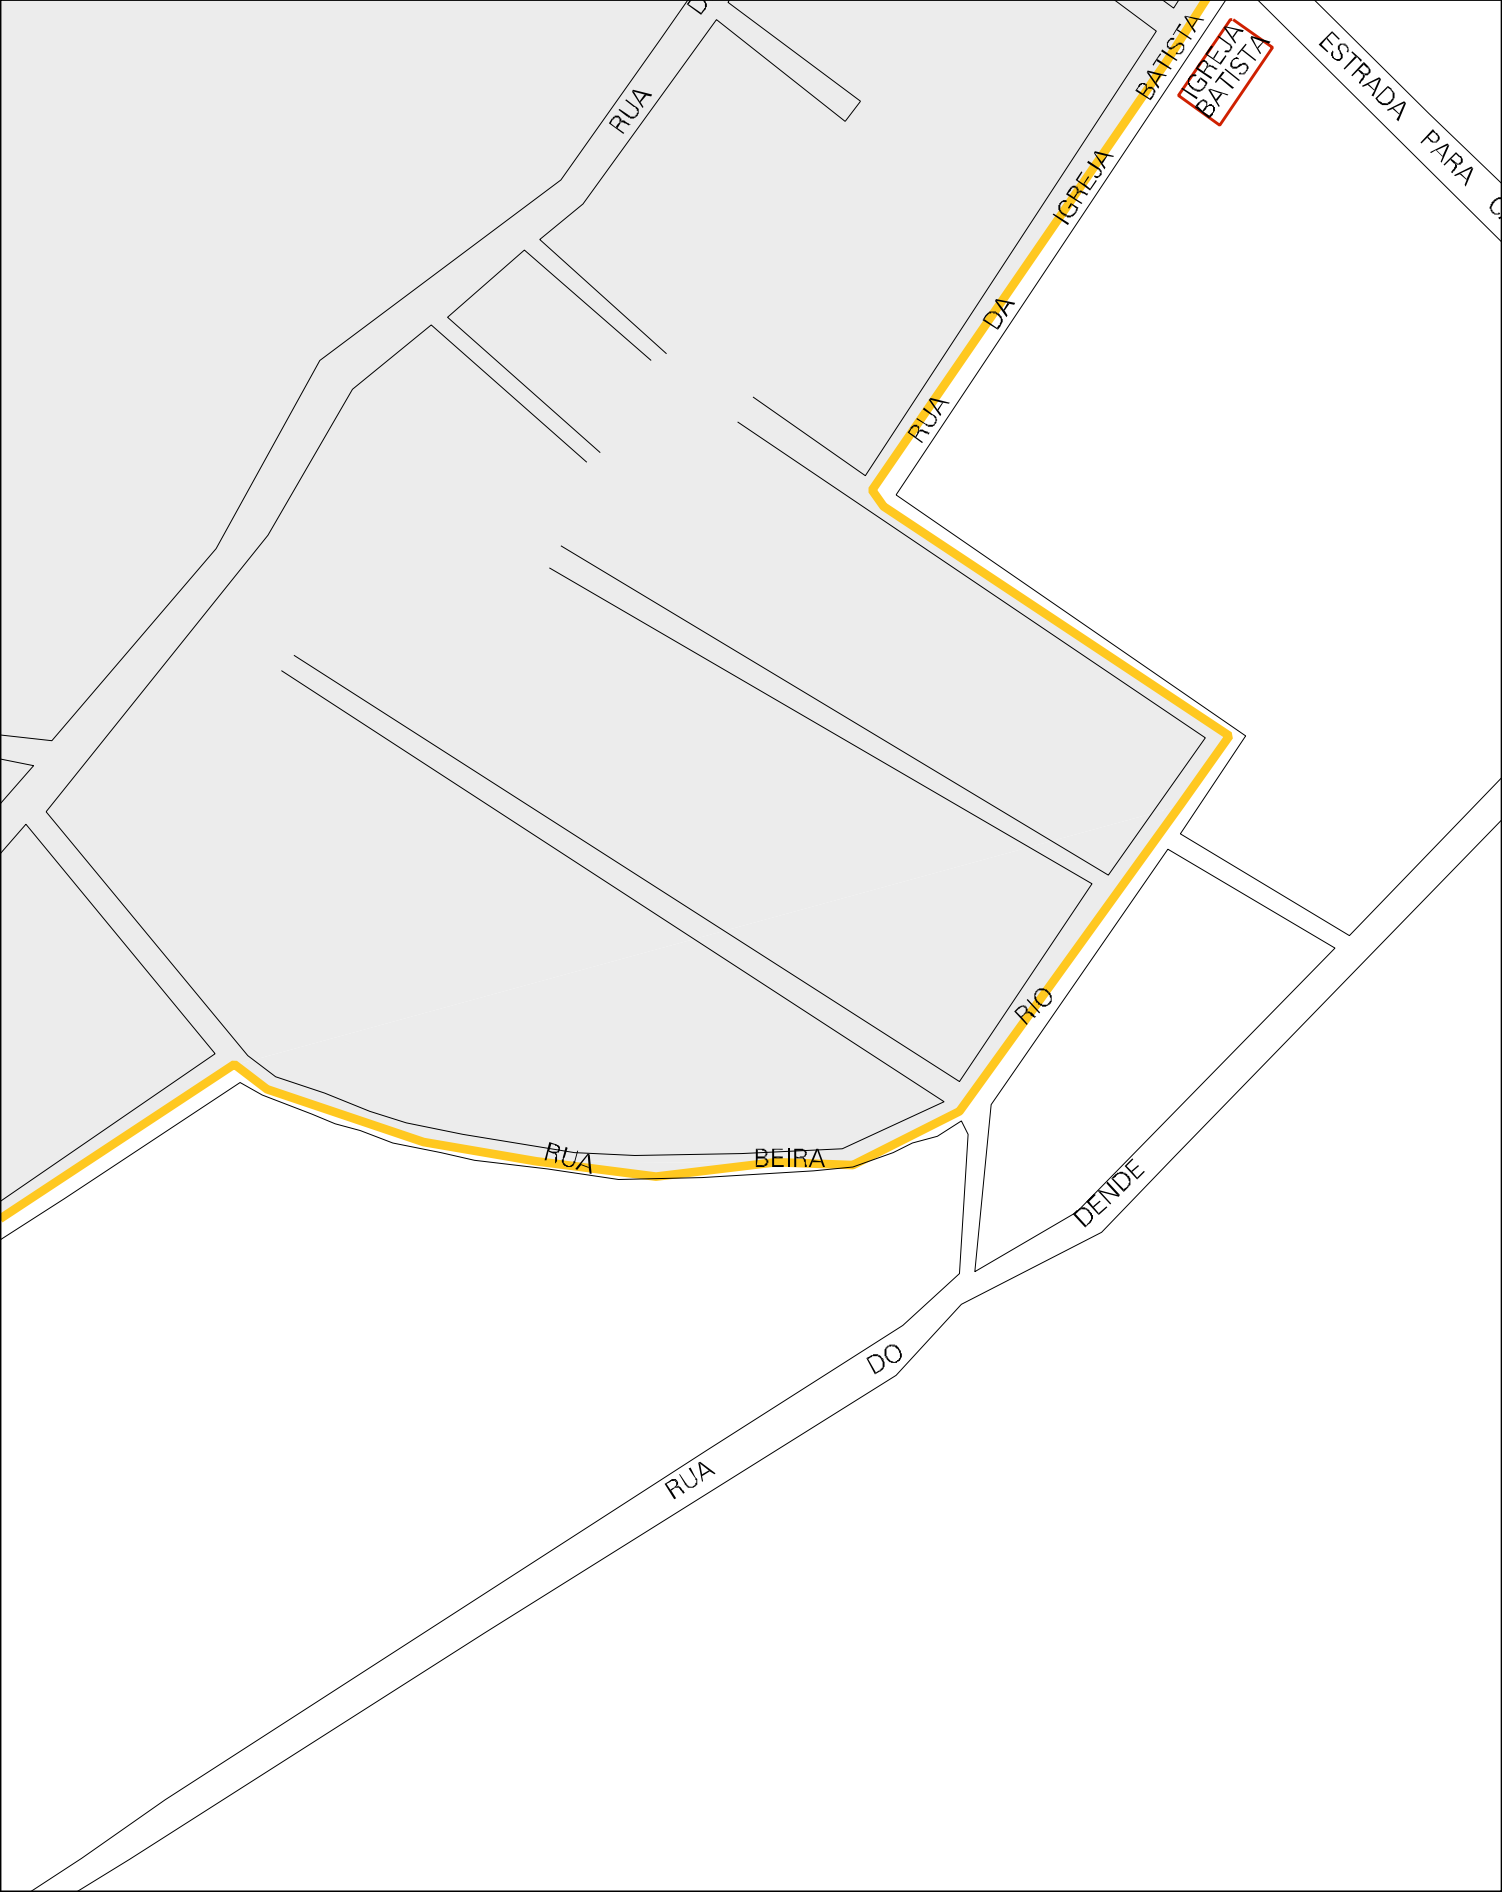 RUA
RUA DA IGREJA BATISTA
IGREJA
BATISTA
ESTRADA PARA
RUA BEIRA RIO
RUA DO DENDE